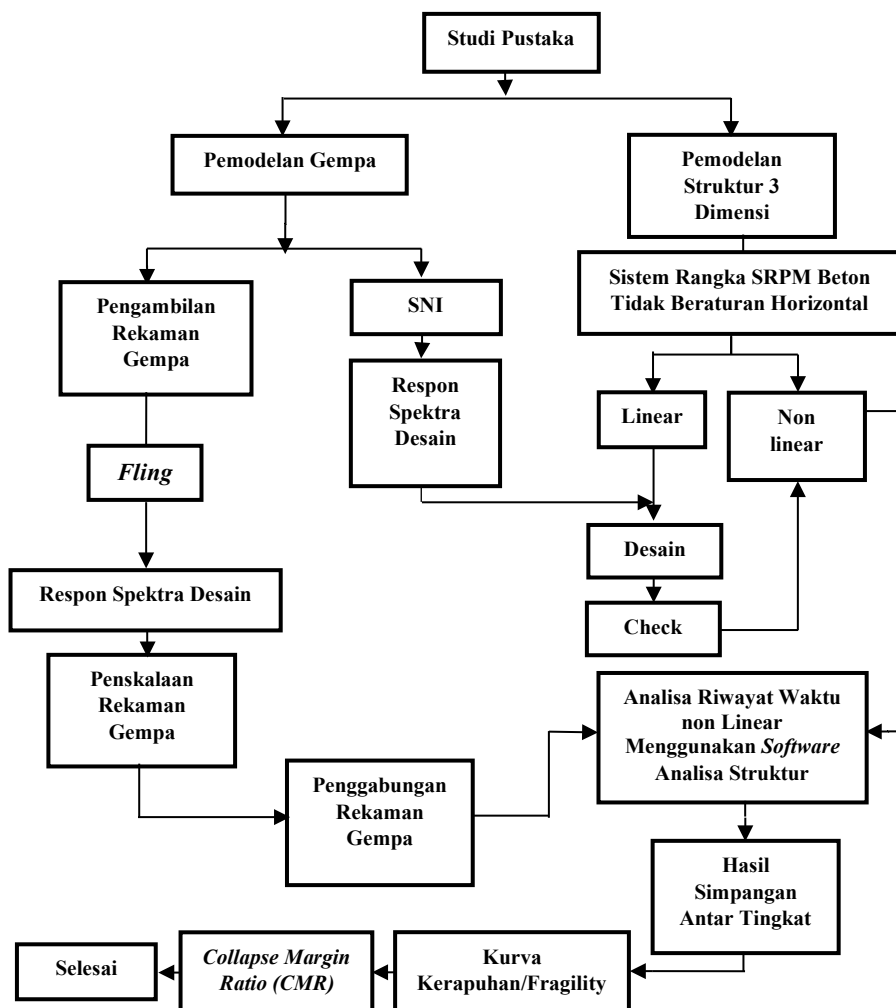 Studi Pustaka
Pemodelan Gempa
Pemodelan
Struktur 3
Dimensi
Pengambilan
Rekaman
Gempa
SNI
Sistem Rangka SRPM Beton
Tidak Beraturan Horizontal
Respon
Spektra
Desain
Linear
Non
linear
Fling
Desain
Respon Spektra Desain
Check
Penskalaan
Rekaman
Gempa
Analisa Riwayat Waktu
non Linear
Menggunakan Software
Analisa Struktur
Penggabungan
Rekaman
Gempa
Hasil
Simpangan
Antar Tingkat
Selesai
Collapse Margin
Ratio (CMR)
Kurva
Kerapuhan/Fragility